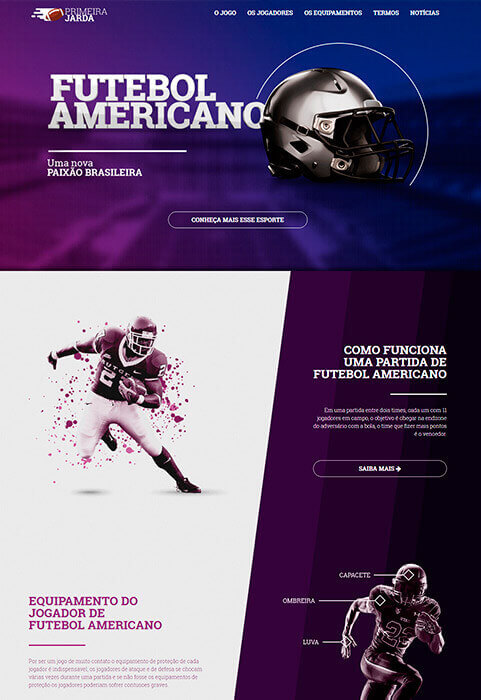 PRIMEIRA
JARDA
O JOGO OS JOGADORES OS EQUIPAMENTOS TERMOS NOTÍCIAS
FUTEBOL
AMERICANO
Uma nova
PAIXÃO BRASILEIRA
CONHEÇA MAIS ESSE ESPORTE
2
COMO FUNCIONA
UMA PARTIDA DE
FUTEBOL AMERICANO
Em uma partida entre dois times, cada um com 11
jogadores em campo, o objetivo é chegar na endzone
do adversário com a bola, o time que fizer mais pontos
é o vencedor.
SAIBA MAIS →
CAPACETE
OMBREIRA
LUVA
EQUIPAMENTO DO
JOGADOR DE
FUTEBOL AMERICANO
Por ser um jogo de muito contato o equipamento de proteção de cada
jogador é indispensável, os jogadores de ataque e da defesa se chocam
várias vezes durante uma partida e se não fosse os equipamentos de
proteção os jogadores poderiam sofrer contusões graves.